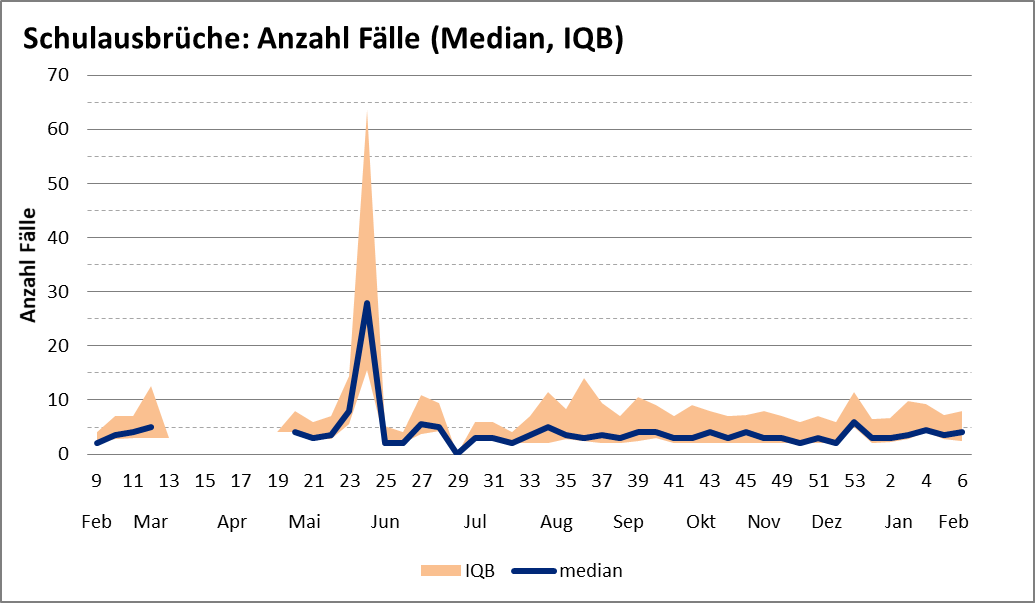 Schulausbrüche: Anzahl Fälle (Median, IQB)
70
60
50
40
30
20
10
0
Anzahl Fälle
9 11 13 15 17 19 21 23 25 27 29 31 33 35 37 39 41 43 45 47 49 51 53 2 4 6
Feb Mar Apr Mai Jun Jul Aug Sep Okt Nov Dez Jan Feb
IQB median